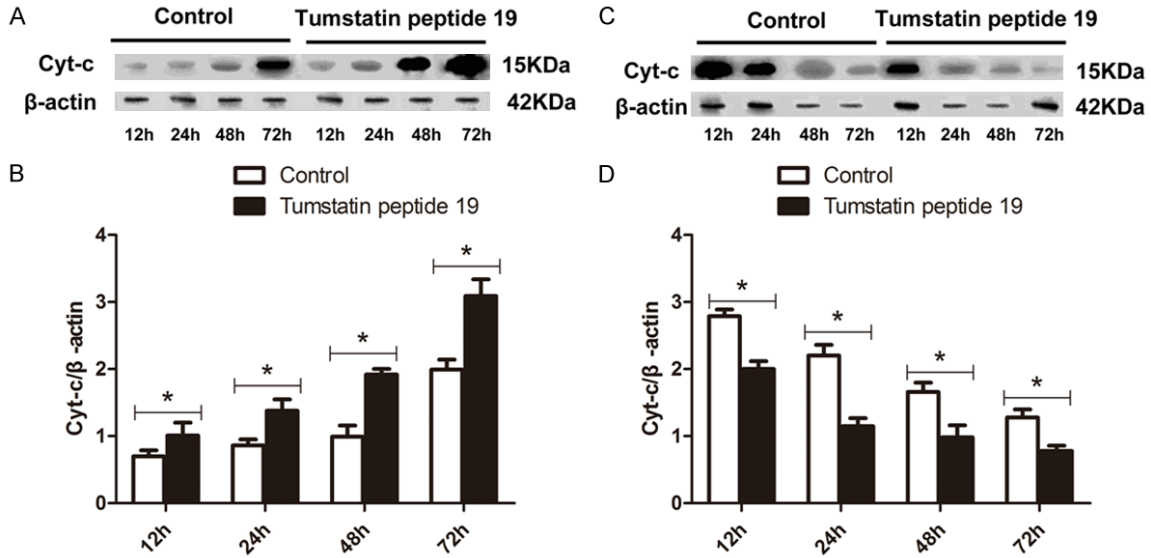 A
Control
Tumstatin peptide 19
Cyt-c
15KDa
β-actin
42KDa
12h 24h 48h 72h 12h 24h 48h 72h
B
Control
Tumstatin peptide 19
Cyt-c/β -actin
4
3
2
1
0
*
*
*
*
12h
24h
48h
72h
C
Control
Tumstatin peptide 19
Cyt-c
15KDa
β-actin
42KDa
12h 24h 48h 72h 12h 24h 48h 72h
D
Control
Tumstatin peptide 19
Cyt-c/β -actin
4
3
2
1
0
*
*
*
*
12h
24h
48h
72h